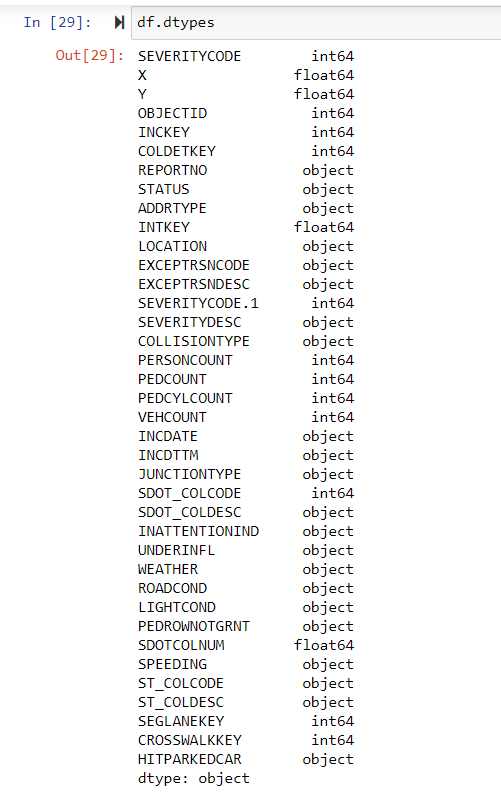 In [29]: df.dtypes
Out[29]: SEVERITYCODE int64
X float64
Y float64
OBJECTID int64
INCKEY int64
COLDETKEY int64
REPORTNO object
STATUS object
ADDRTYPE object
INTKEY float64
LOCATION object
EXCEPTRSNCODE object
EXCEPTRSNDESC object
SEVERITYCODE.1 int64
SEVERITYDESC object
COLLISIONTYPE object
PERSONCOUNT int64
PEDCOUNT int64
PEDCYLCOUNT int64
VEHCOUNT int64
INCDATE object
INCDTTM object
JUNCTIONTYPE object
SDOT_COLCODE int64
SDOT_COLDESC object
INATTENTIONIND object
UNDERINFL object
WEATHER object
ROADCOND object
LIGHTCOND object
PEDROWNOTGRNT object
SDOTCOLNUM float64
SPEEDING object
ST_COLCODE object
ST_COLDESC object
SEGLANEKEY int64
CROSSWALKKEY int64
HITPARKEDCAR object
dtype: object